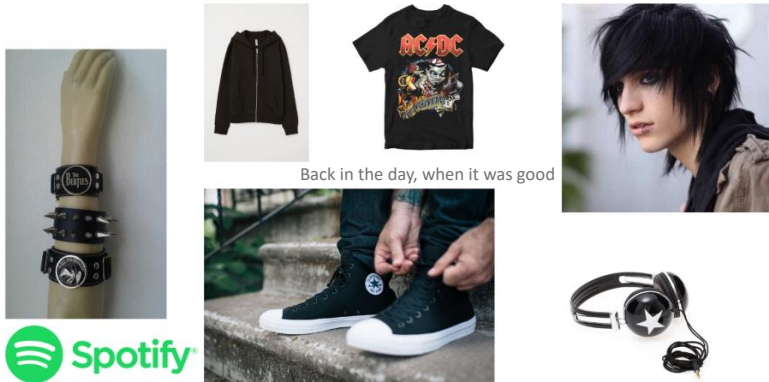 AC DC
Back in the day, when it was good
THE
BEATLES
Spotify